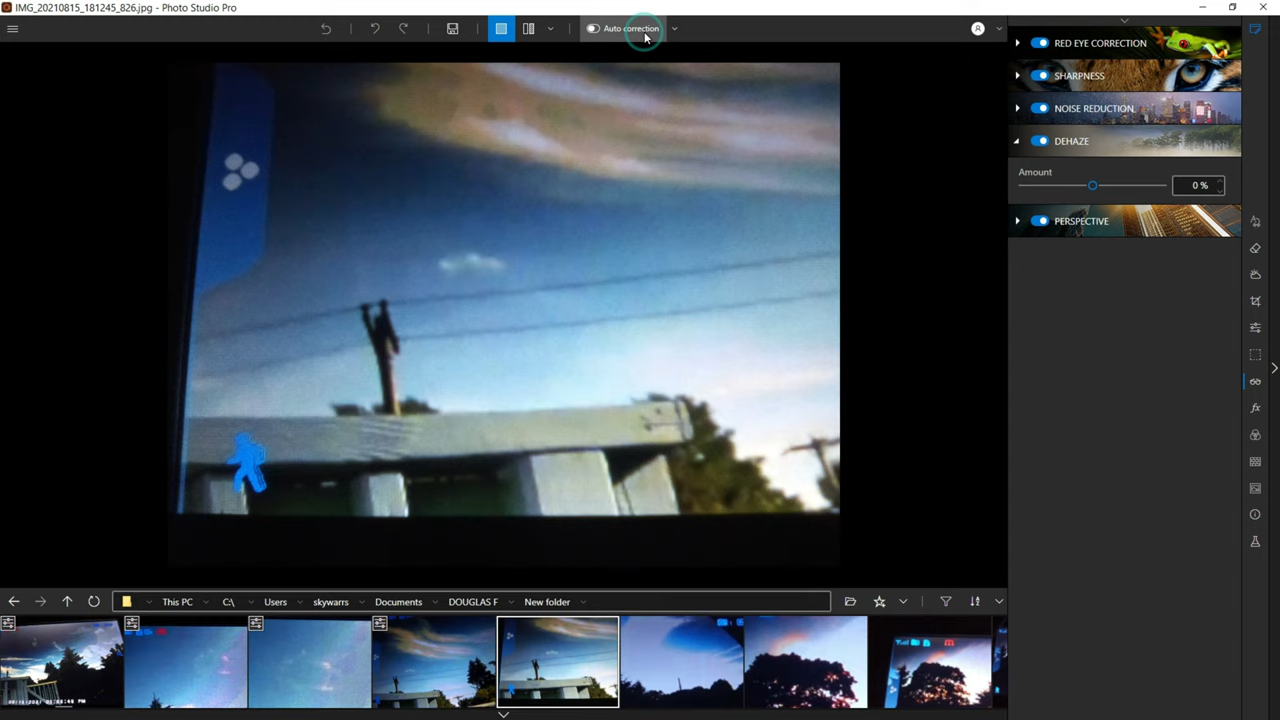 IMG_20210815_181245_826.jpg - Photo Studio Pro
Auto correction
RED EYE CORRECTION
SHARPNESS
NOISE REDUCTION
DEHAZE
Amount
0 %
PERSPECTIVE
This PC
C:\
Users
skywarrs
Documents
DOUGLAS F
New folder